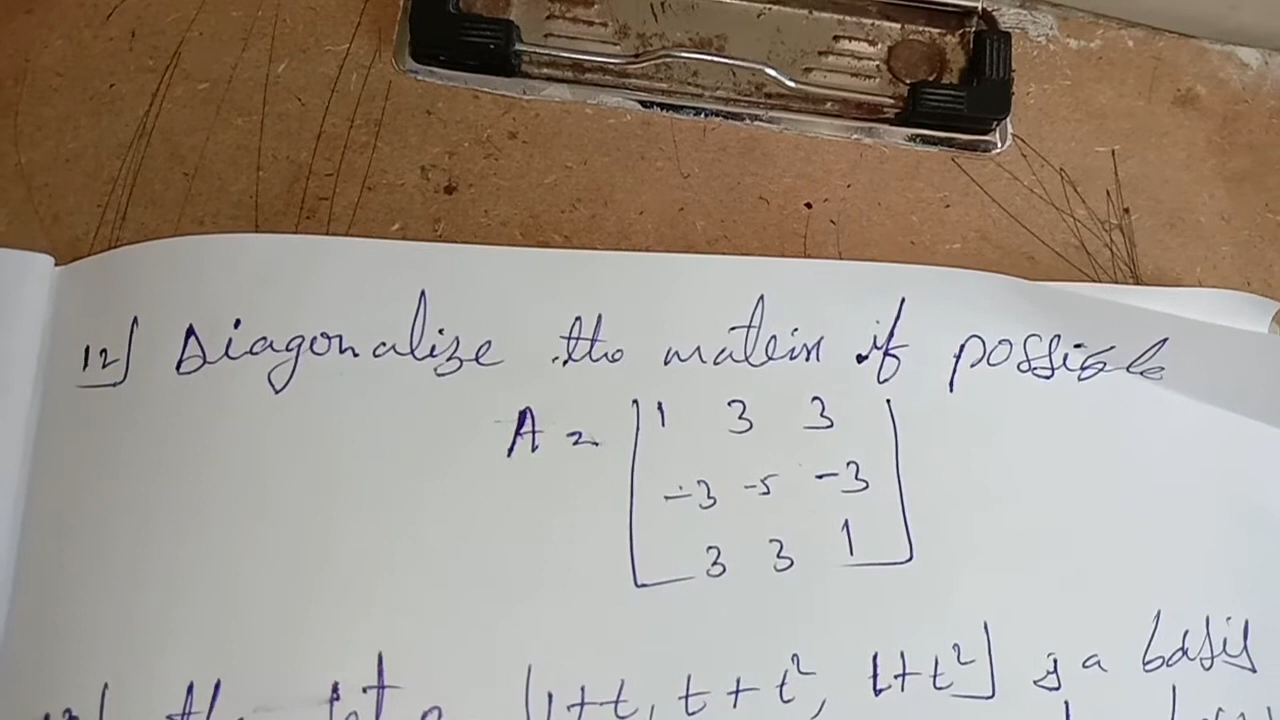 12] Diagonalize the matrix if possible
A = [1 3 3
-3 -5 -3
3 3 1]
[1+t, t+t², 1+t²] is a basis